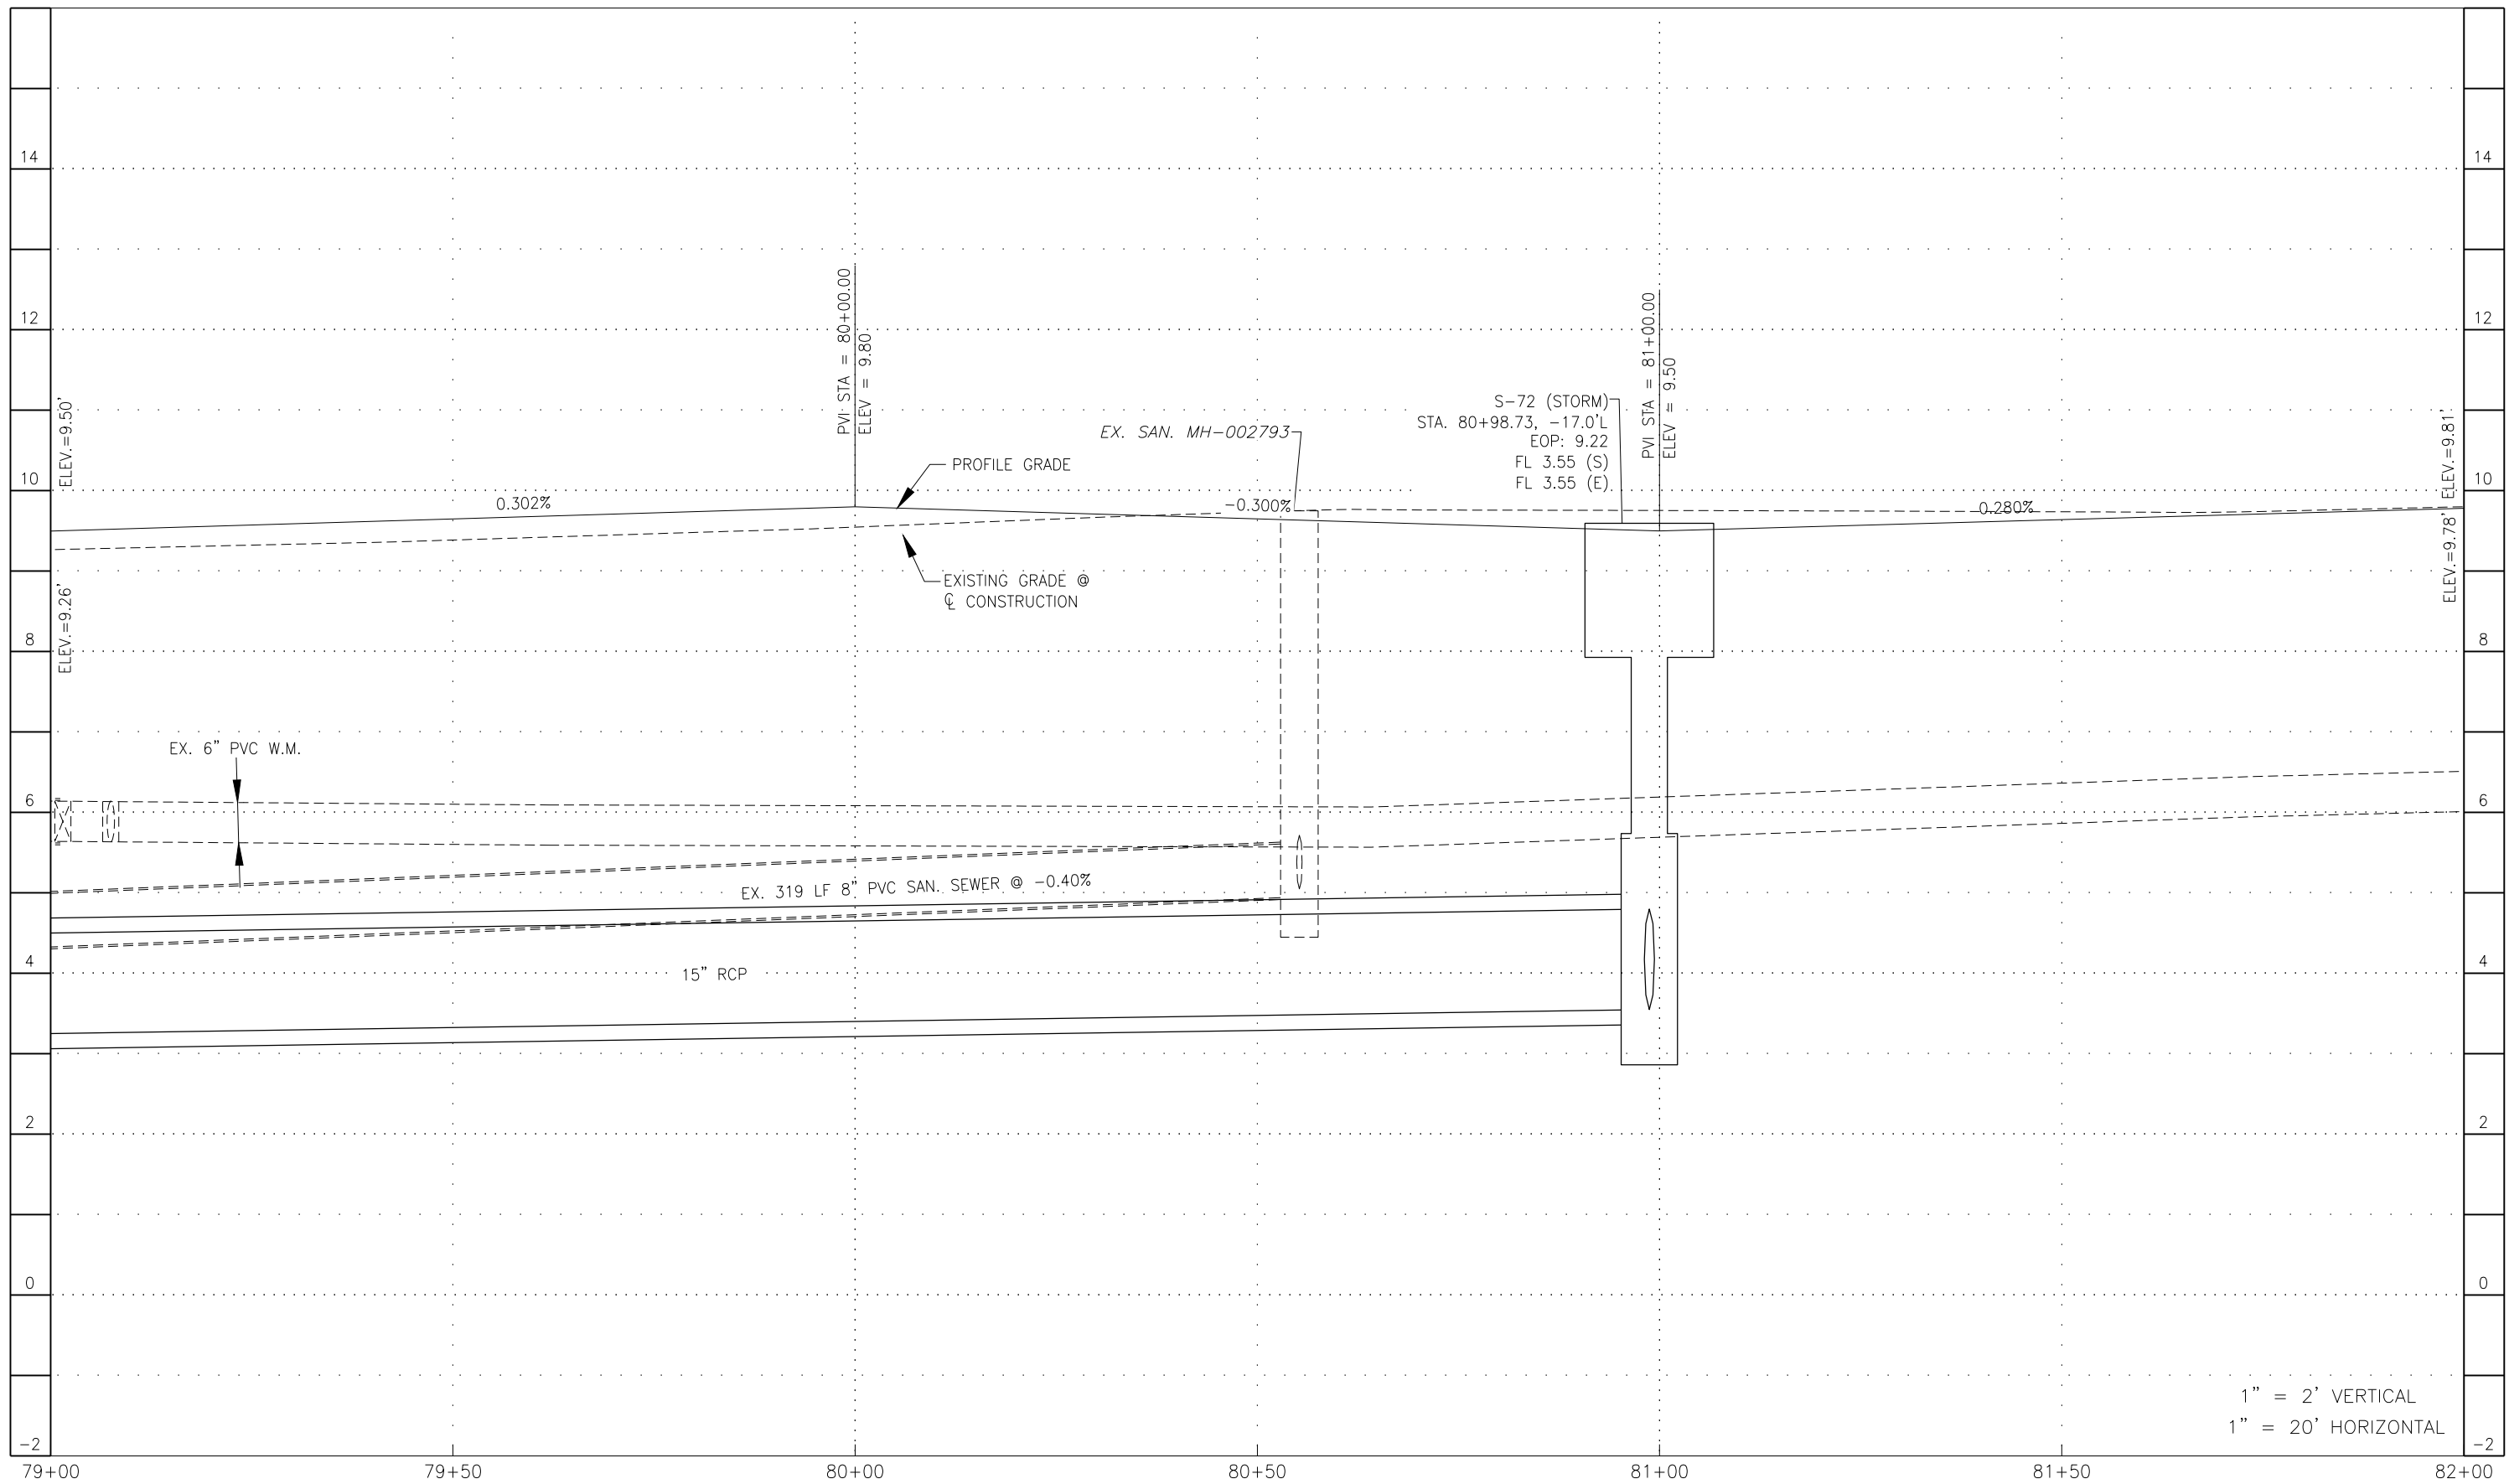 14
14
12
12
10
10
8
8
6
6
4
4
2
2
0
0
-2
-2
ELEV.=9.50'
ELEV.=9.26'
0.302%
PVI STA = 80+00.00
ELEV = 9.80
PROFILE GRADE
EXISTING GRADE @
℄ CONSTRUCTION
EX. SAN. MH-002793
-0.300%
S-72 (STORM)
STA. 80+98.73, -17.0'L
EOP: 9.22
FL 3.55 (S)
FL 3.55 (E)
PVI STA = 81+00.00
ELEV = 9.50
0.280%
ELEV.=9.81'
ELEV.=9.78'
EX. 6" PVC W.M.
EX. 319 LF 8" PVC SAN. SEWER @ -0.40%
15" RCP
1" = 2' VERTICAL
1" = 20' HORIZONTAL
79+00
79+50
80+00
80+50
81+00
81+50
82+00